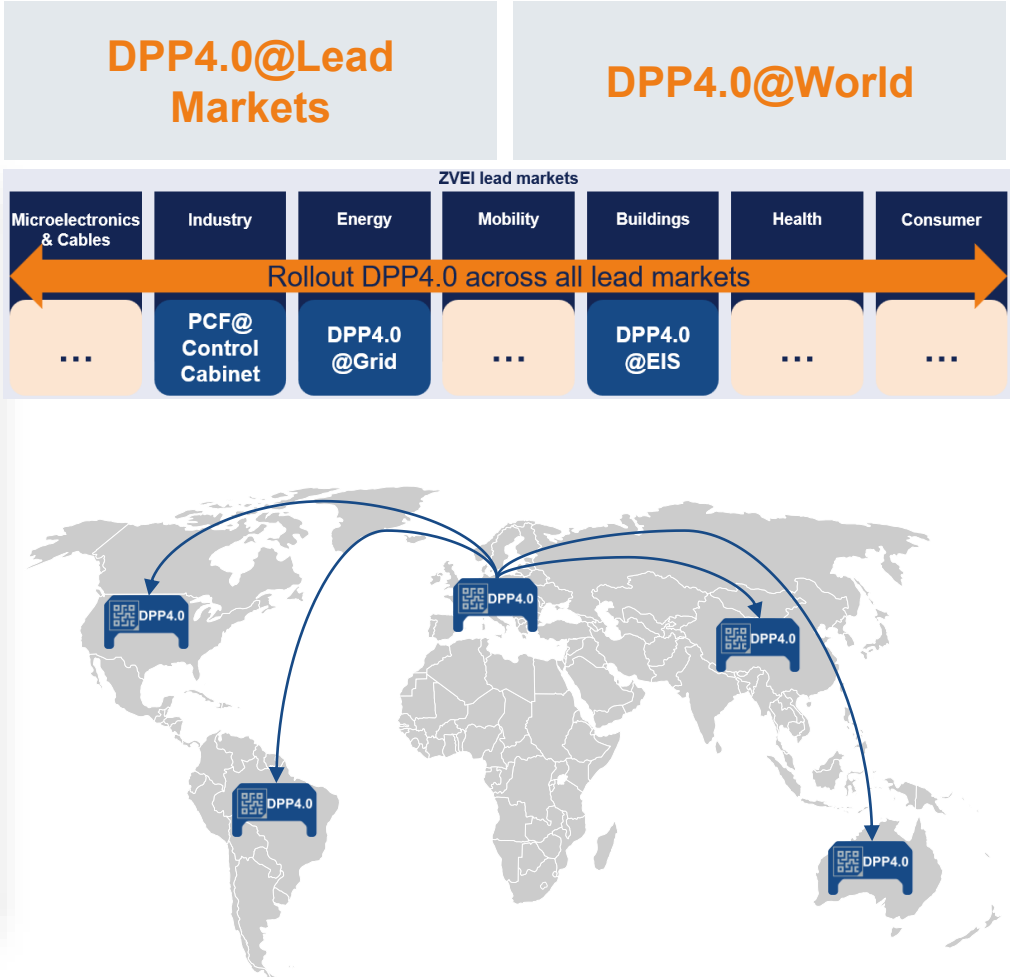 DPP4.0@Lead
Markets
DPP4.0@World
ZVEI lead markets
Microelectronics
& Cables
Industry
Energy
Mobility
Buildings
Health
Consumer
Rollout DPP4.0 across all lead markets
...
PCF@
Control
Cabinet
DPP4.0
@Grid
...
DPP4.0
@EIS
...
...
DPP4.0
DPP4.0
DPP4.0
DPP4.0
DPP4.0